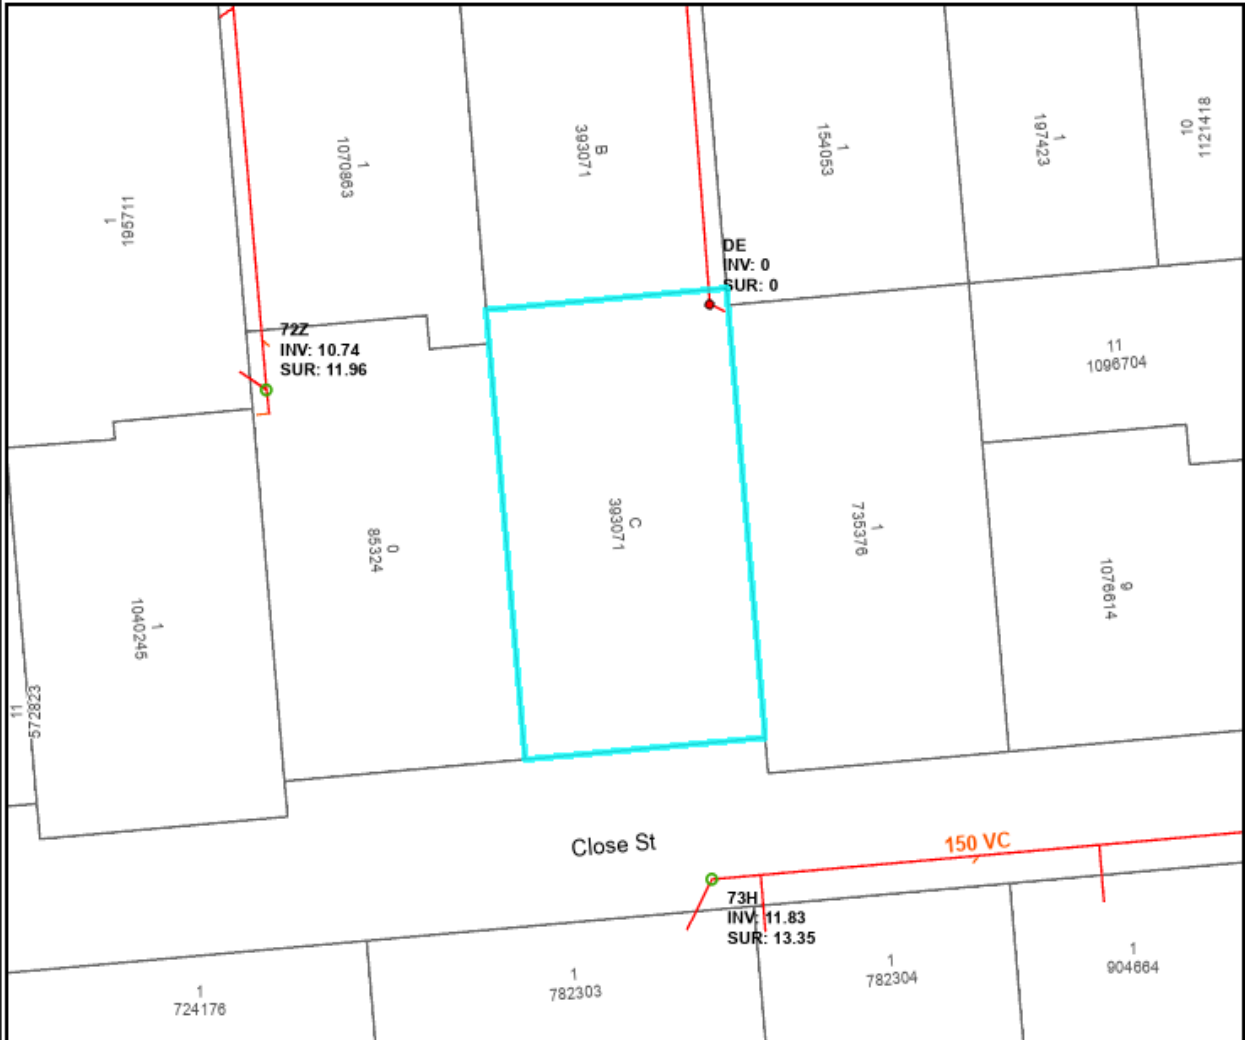 1
1070863
B
393071
1
154053
1
197423
10
1121418
1
195711
DE
INV: 0
SUR: 0
72Z
INV: 10.74
SUR: 11.96
11
1096704
C
393071
1
735376
0
85324
9
1076614
1
1040245
11
572823
Close St
150 VC
73H
INV: 11.83
SUR: 13.35
1
724176
1
782303
1
782304
1
904664